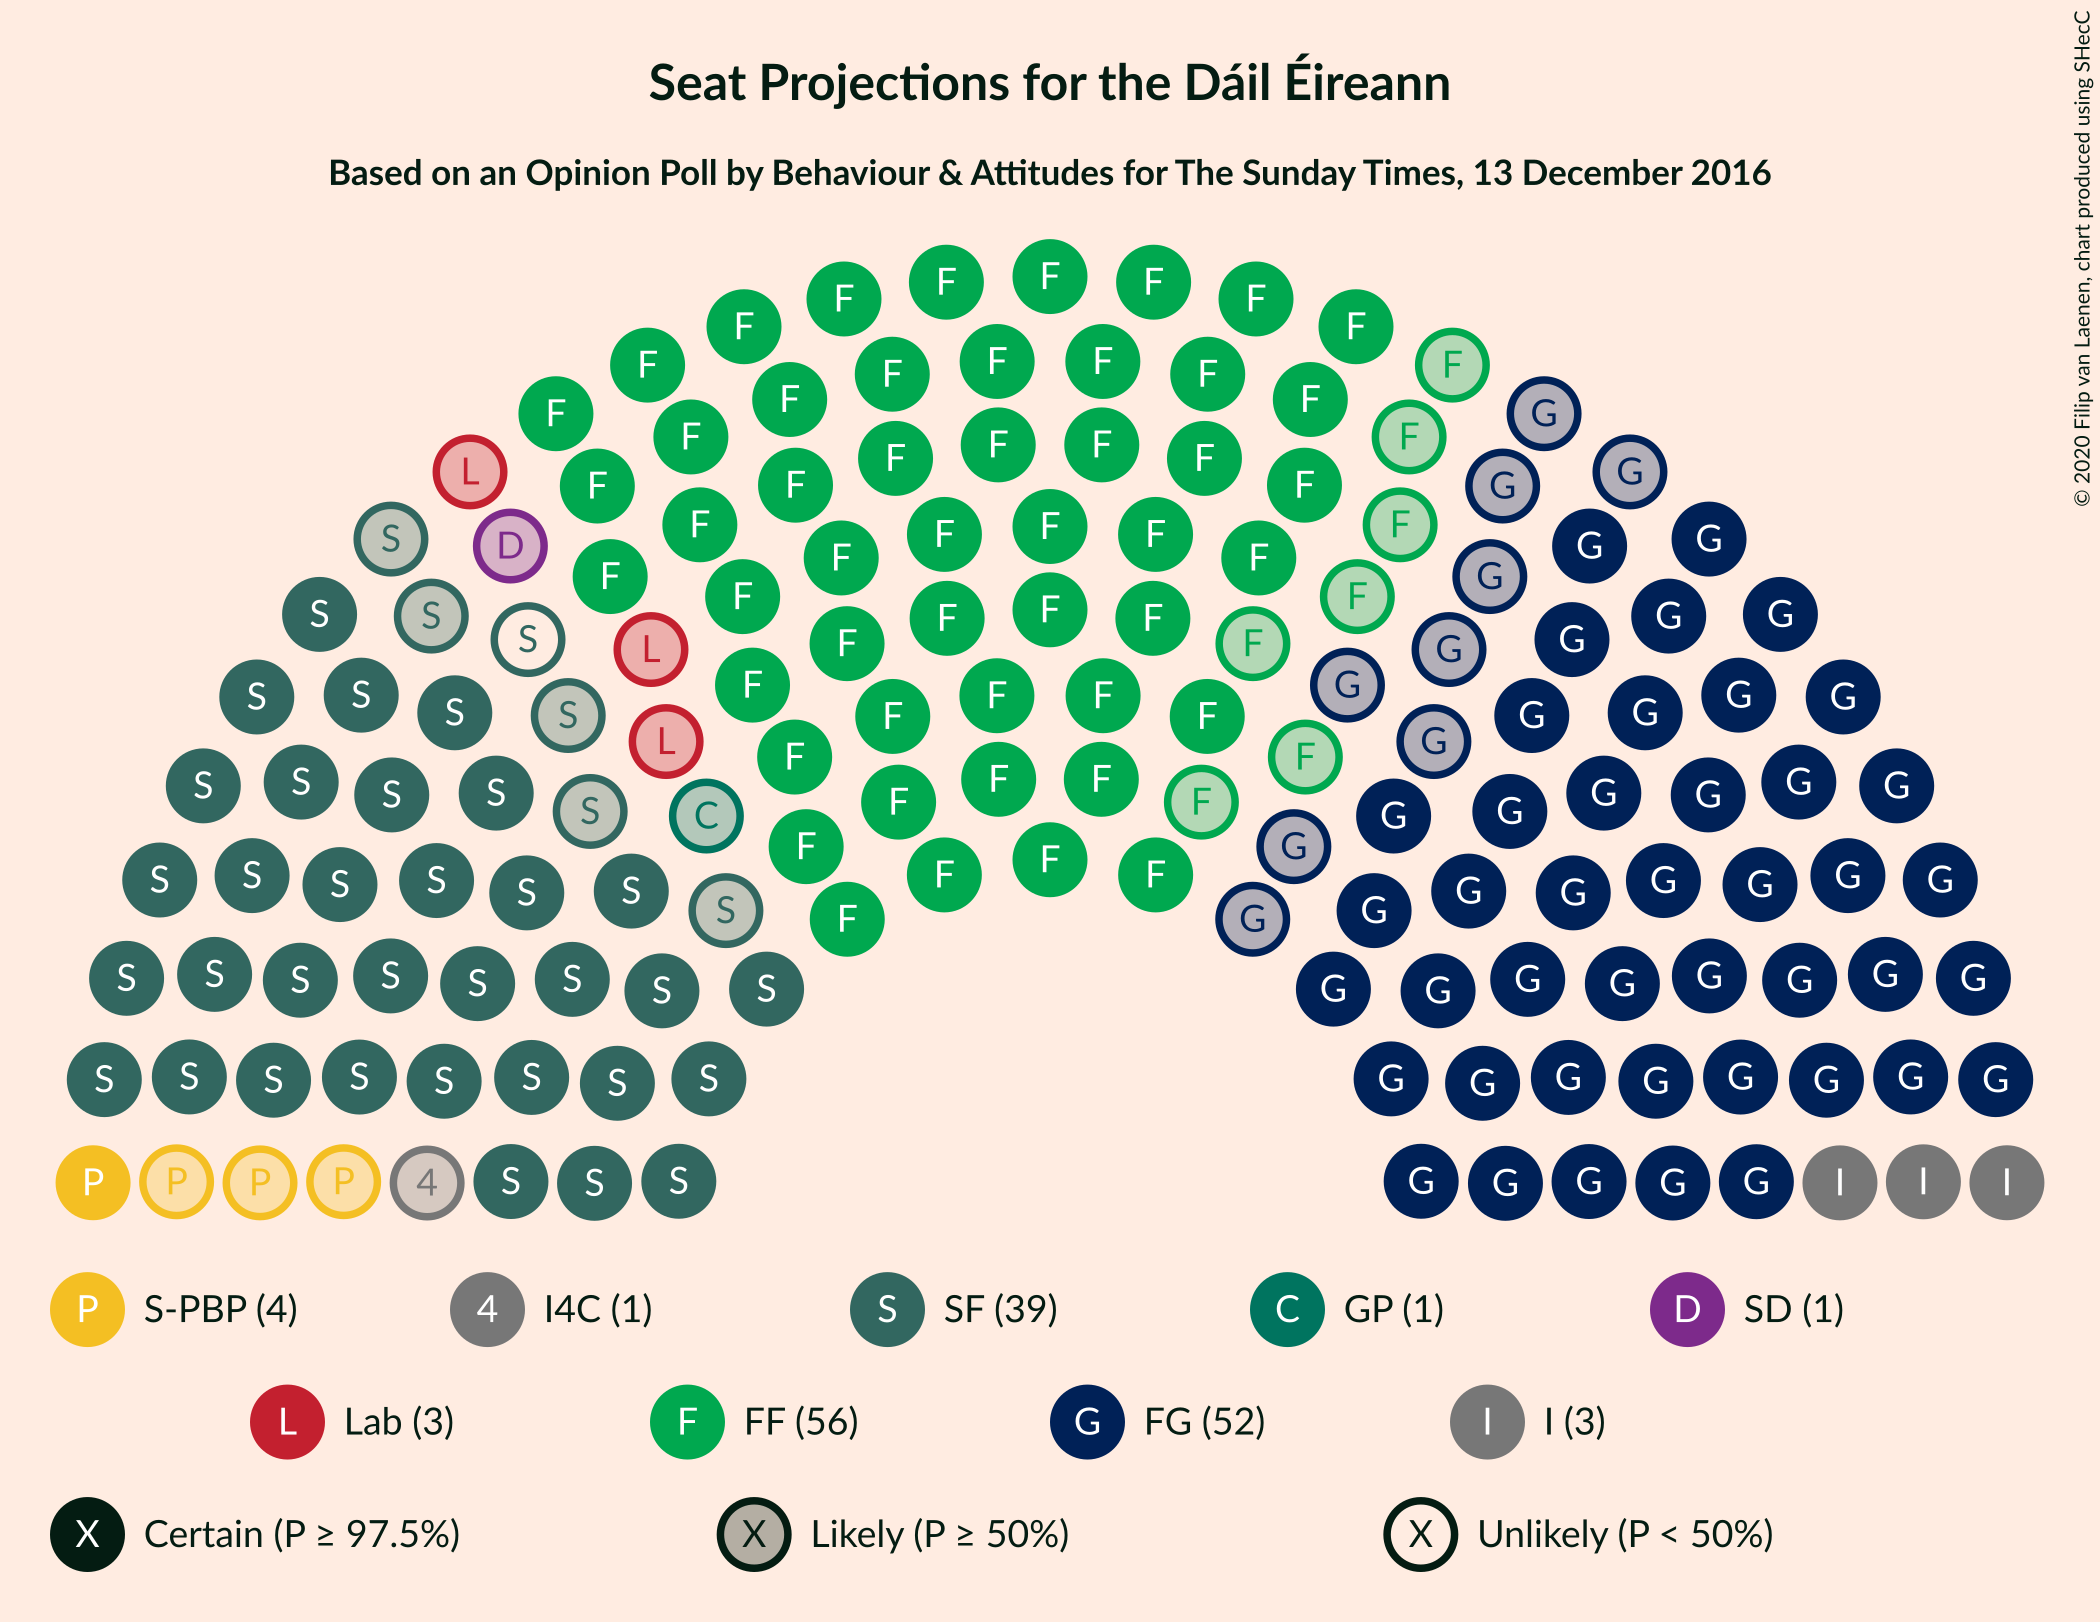 Seat Projections for the Dáil Éireann
Based on an Opinion Poll by Behaviour & Attitudes for The Sunday Times, 13 December 2016
© 2020 Filip van Laenen, chart produced using SHecC
F F F
F F
F F
F F F F
F F F F
F F
F F G
F F
F F F F
L G
F G
F F
F F F F
S D G G
F F
F F
F G
S S S L F F F F F G G G G G
S S S S L F F F F F G G G G G G
S S S S S C F F F F F F G G G G G G G
S S S S S S S F F F F F G G G G G G G G
S S S S S S S S F G G G G G G G G G
S S S S S S S S G G G G G G G G
P P P P 4 S S S G G G G G I I I
P S-PBP (4) 4 I4C (1) S SF (39) C GP (1) D SD (1)
L Lab (3) F FF (56) G FG (52) I I (3)
X Certain (P ≥ 97.5%) X Likely (P ≥ 50%) X Unlikely (P < 50%)